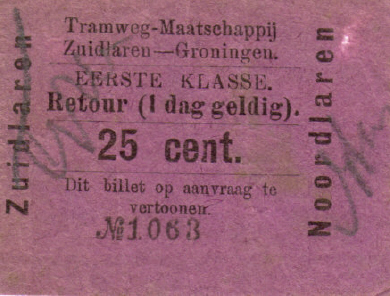 Tramweg-Maatschappij
Zuidlaren—Groningen.
EERSTE KLASSE.
Retour (1 dag geldig).
25 cent.
Dit billet op aanvraag te
vertoonen.
№1063
Zuidlaren
Noordlaren